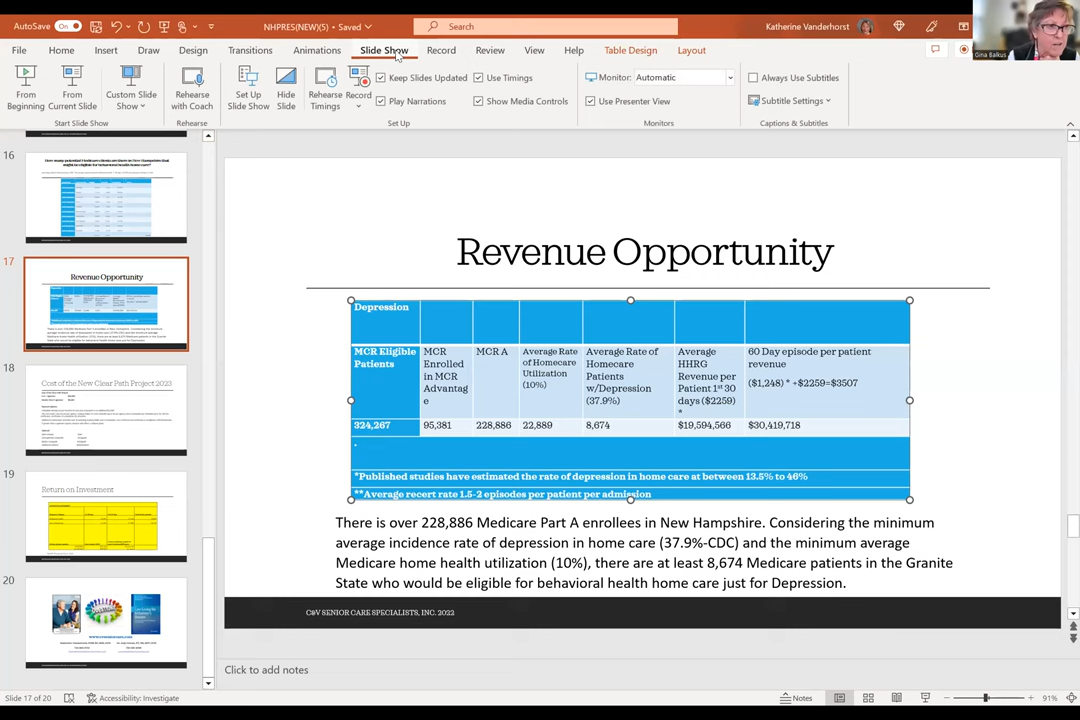 AutoSave On NHPRES(NEW)(5) • Saved Search Katherine Vanderhorst
Gina Balkus
File Home Insert Draw Design Transitions Animations Slide Show Record Review View Help Table Design Layout
From Beginning
From Current Slide
Custom Slide Show
Rehearse with Coach
Set Up Slide Show
Hide Slide
Rehearse Timings
Record
Keep Slides Updated
Play Narrations
Use Timings
Show Media Controls
Monitor: Automatic
Use Presenter View
Always Use Subtitles
Subtitle Settings
Start Slide Show Rehearse Set Up Monitors Captions & Subtitles
16
17
Revenue Opportunity
18
Cost of the New Clear Path Project 2023
19
Return on Investment
20
Revenue Opportunity
Depression
MCR Eligible Patients
MCR Enrolled in MCR Advantage
MCR A
Average Rate of Homecare Utilization (10%)
Average Rate of Homecare Patients w/Depression (37.9%)
Average HHRG Revenue per Patient 1st 30 days ($2259) *
60 Day episode per patient revenue
($1,248) * +$2259=$3507
324,267 95,381 228,886 22,889 8,674 $19,594,566 $30,419,718
*Published studies have estimated the rate of depression in home care at between 13.5% to 46%
**Average recert rate 1.5-2 episodes per patient per admission
There is over 228,886 Medicare Part A enrollees in New Hampshire. Considering the minimum
average incidence rate of depression in home care (37.9%-CDC) and the minimum average
Medicare home health utilization (10%), there are at least 8,674 Medicare patients in the Granite
State who would be eligible for behavioral health home care just for Depression.
C&V SENIOR CARE SPECIALISTS, INC. 2022
Click to add notes
Slide 17 of 20 Accessibility: Investigate Notes 91%